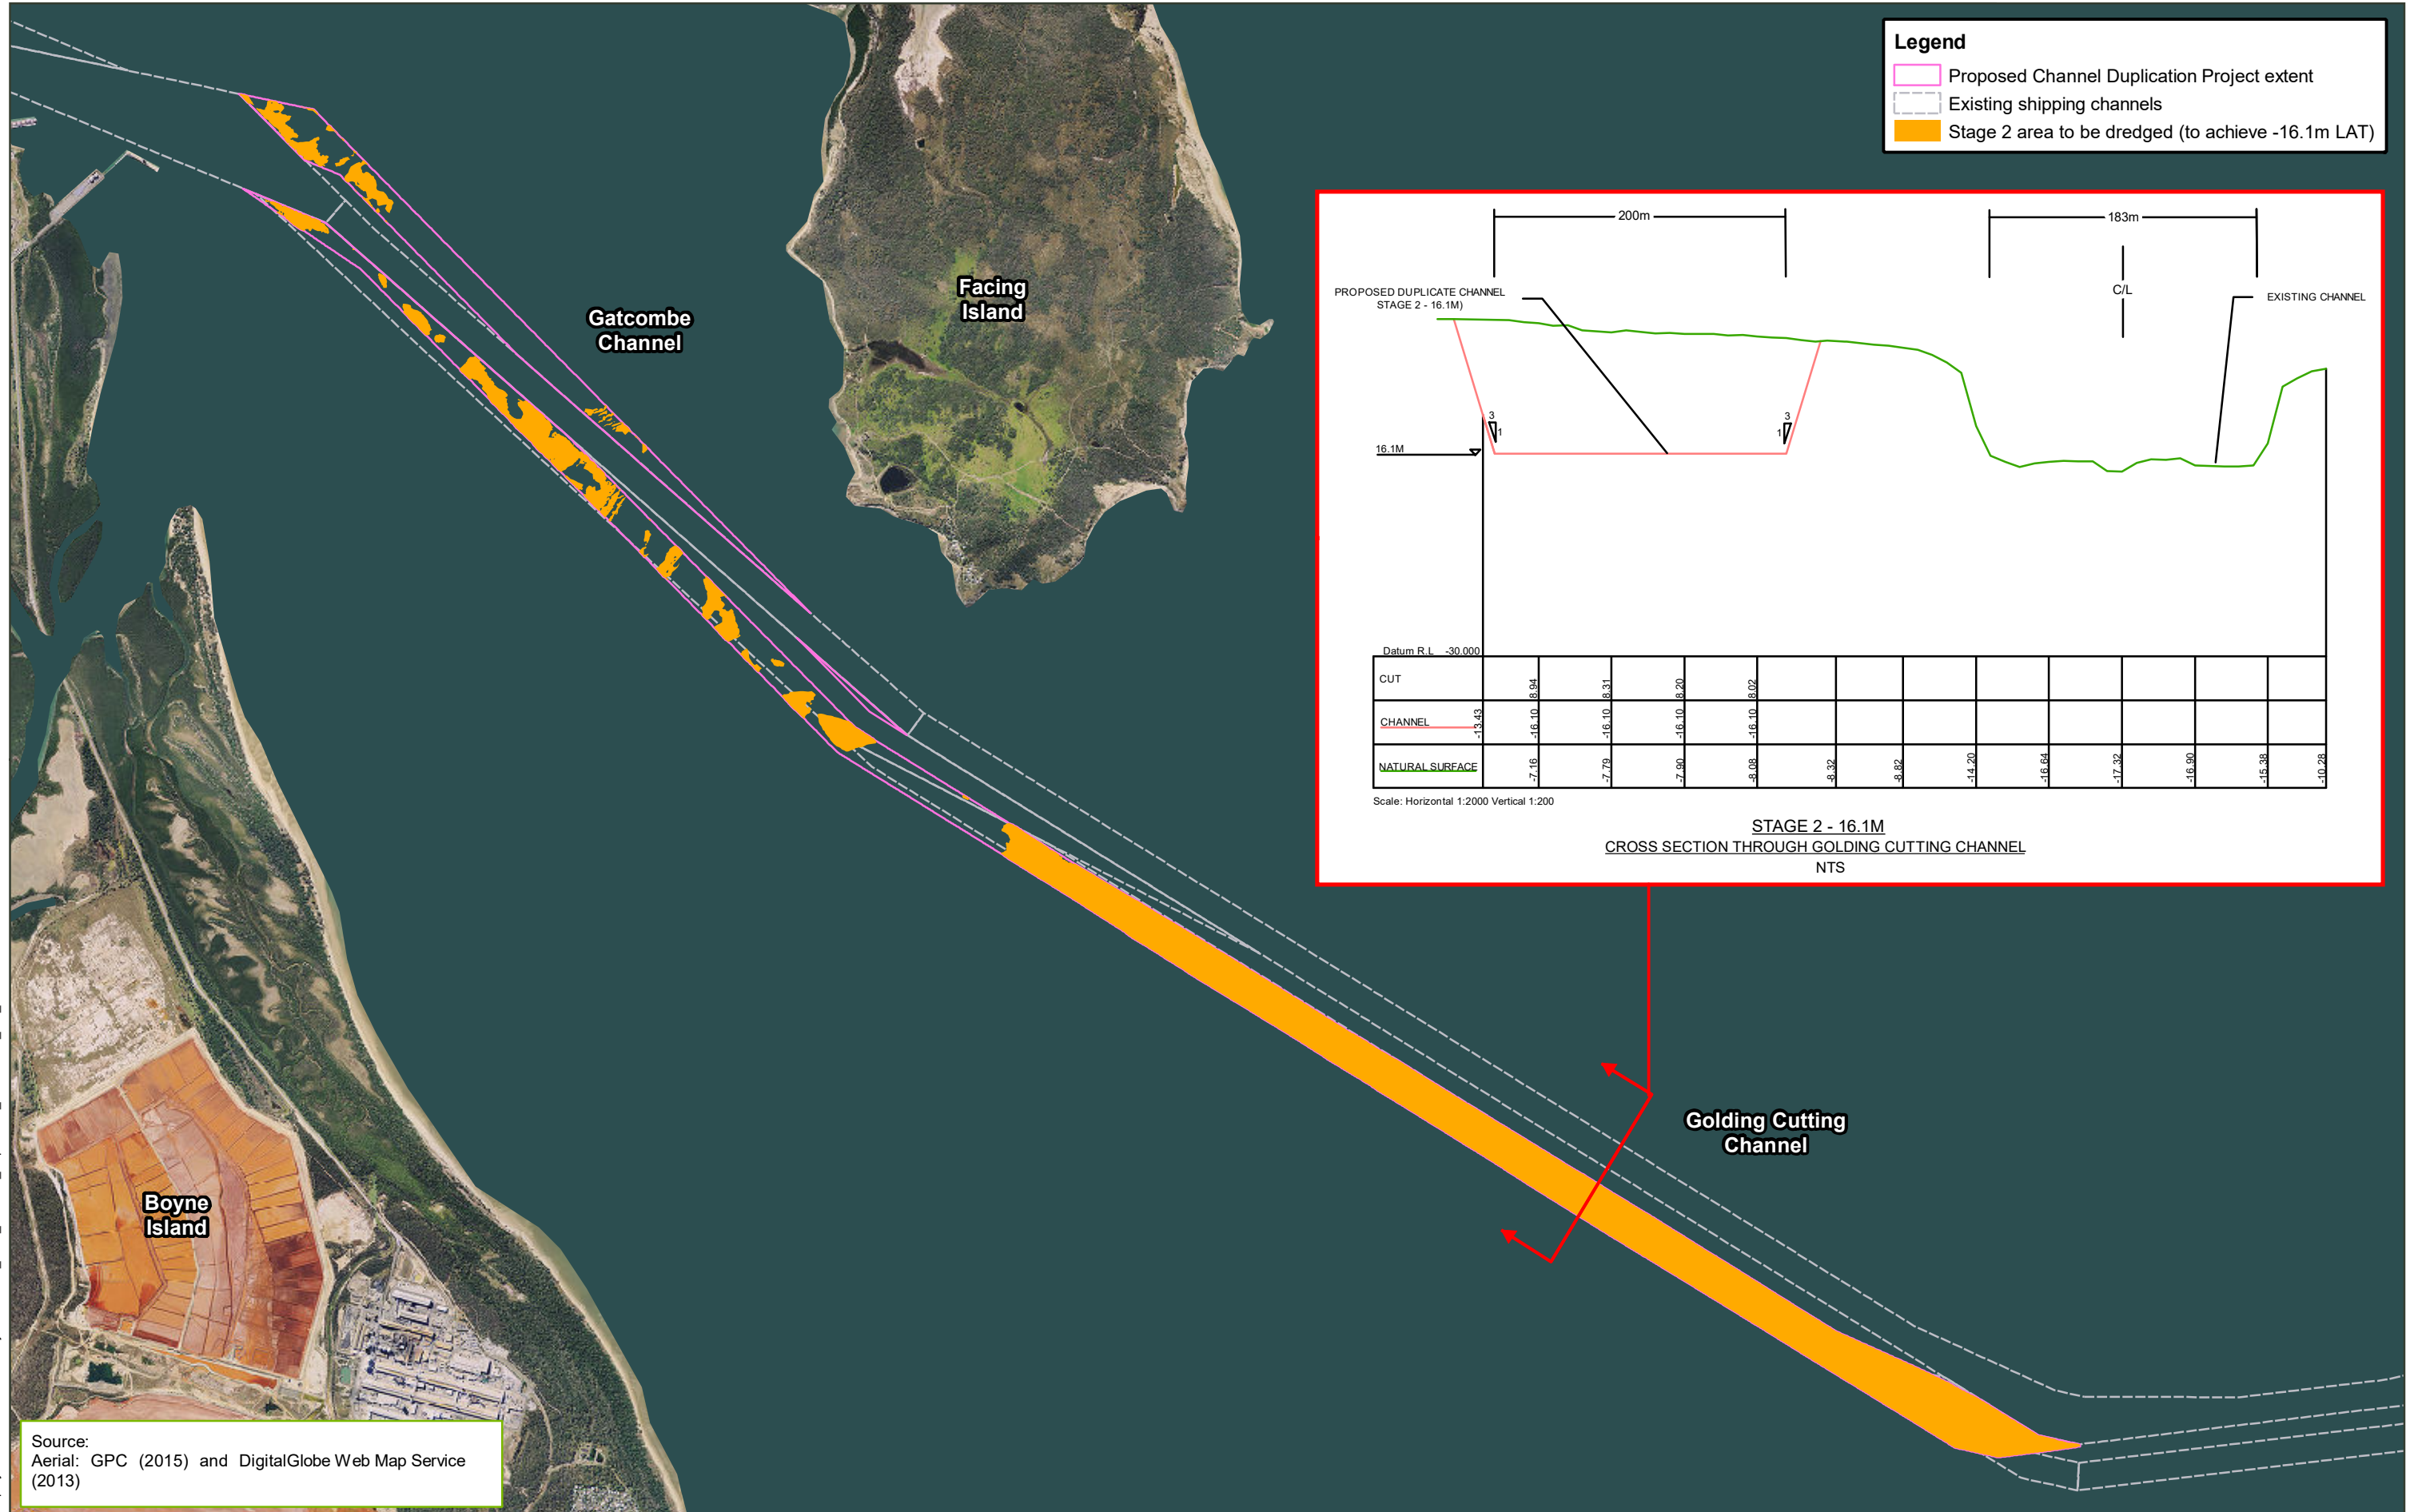 Legend
Proposed Channel Duplication Project extent
Existing shipping channels
Stage 2 area to be dredged (to achieve -16.1m LAT)
200m
183m
C/L
PROPOSED DUPLICATE CHANNEL
STAGE 2 - 16.1M)
EXISTING CHANNEL
3
1
3
1
16.1M
Datum R.L -30.000
CUT 8.94 8.31 8.20 8.02
CHANNEL -13.43 -16.10 -16.10 -16.10 -16.10
NATURAL SURFACE -7.16 -7.79 -7.90 -8.08 -8.32 -8.82 -14.20 -16.64 -17.32 -16.90 -15.38 -10.28
Scale: Horizontal 1:2000 Vertical 1:200
STAGE 2 - 16.1M
CROSS SECTION THROUGH GOLDING CUTTING CHANNEL
NTS
Gatcombe
Channel
Facing
Island
Golding Cutting
Channel
Boyne
Island
Source:
Aerial: GPC (2015) and DigitalGlobe Web Map Service
(2013)